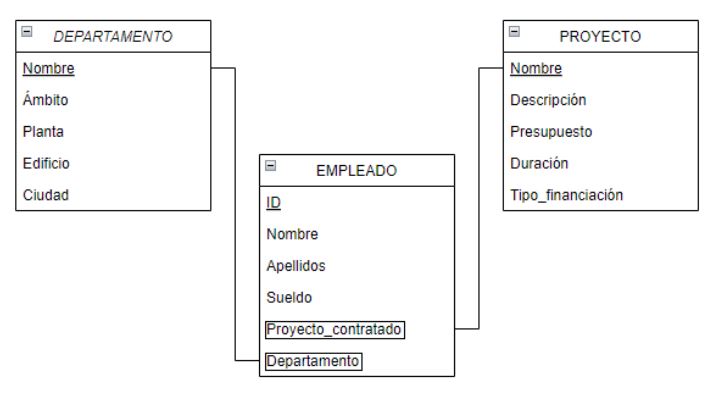 DEPARTAMENTO
Nombre
Ámbito
Planta
Edificio
Ciudad
EMPLEADO
ID
Nombre
Apellidos
Sueldo
Proyecto_contratado
Departamento
PROYECTO
Nombre
Descripción
Presupuesto
Duración
Tipo_financiación